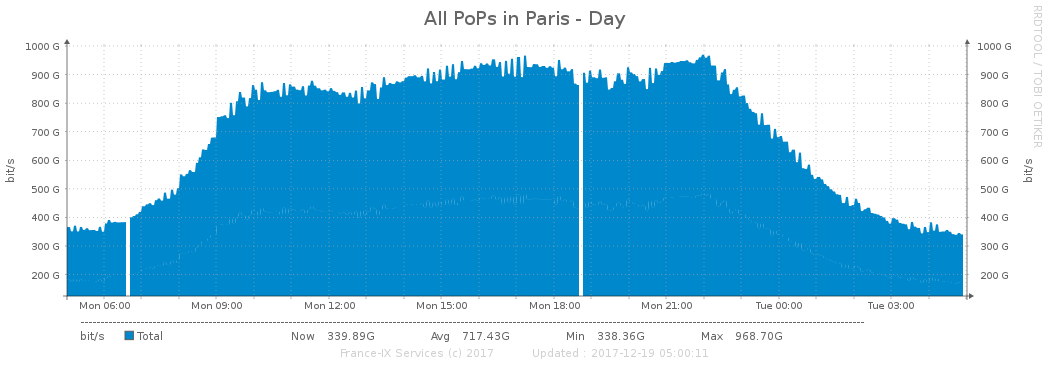 All PoPs in Paris - Day
RRDTOOL / TOBI OETIKER
bit/s
1000 G
900 G
800 G
700 G
600 G
500 G
400 G
300 G
200 G
1000 G
900 G
800 G
700 G
600 G
500 G
400 G
300 G
200 G
bit/s
Mon 06:00 Mon 09:00 Mon 12:00 Mon 15:00 Mon 18:00 Mon 21:00 Tue 00:00 Tue 03:00
bit/s Total Now 339.89G Avg 717.43G Min 338.36G Max 968.70G
France-IX Services (c) 2017 Updated : 2017-12-19 05:00:11